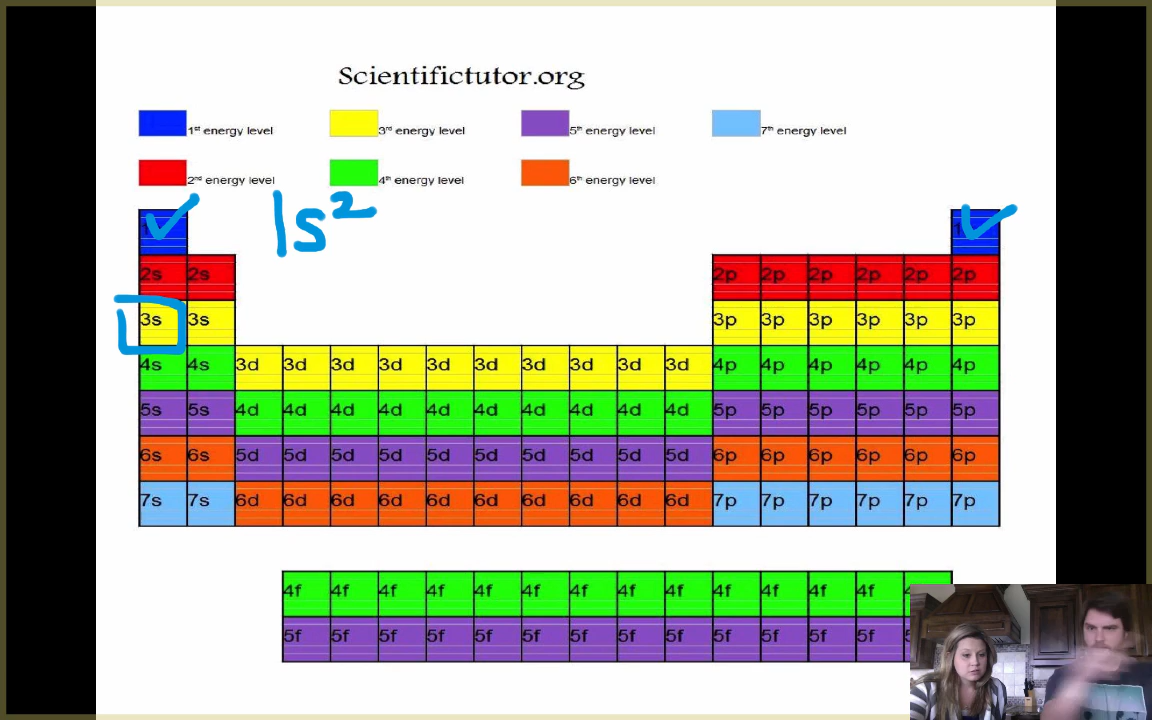 Scientifictutor.org
1st energy level 3rd energy level 5th energy level 7th energy level
2nd energy level 4th energy level 6th energy level
1s²
2s 2s 2p 2p 2p 2p 2p 2p
3s 3s 3p 3p 3p 3p 3p 3p
4s 4s 3d 3d 3d 3d 3d 3d 3d 3d 3d 3d 4p 4p 4p 4p 4p 4p
5s 5s 4d 4d 4d 4d 4d 4d 4d 4d 4d 4d 5p 5p 5p 5p 5p 5p
6s 6s 5d 5d 5d 5d 5d 5d 5d 5d 5d 5d 6p 6p 6p 6p 6p 6p
7s 7s 6d 6d 6d 6d 6d 6d 6d 6d 6d 6d 7p 7p 7p 7p 7p 7p
4f 4f 4f 4f 4f 4f 4f 4f 4f 4f 4f 4f 4f
5f 5f 5f 5f 5f 5f 5f 5f 5f 5f 5f 5f 5f